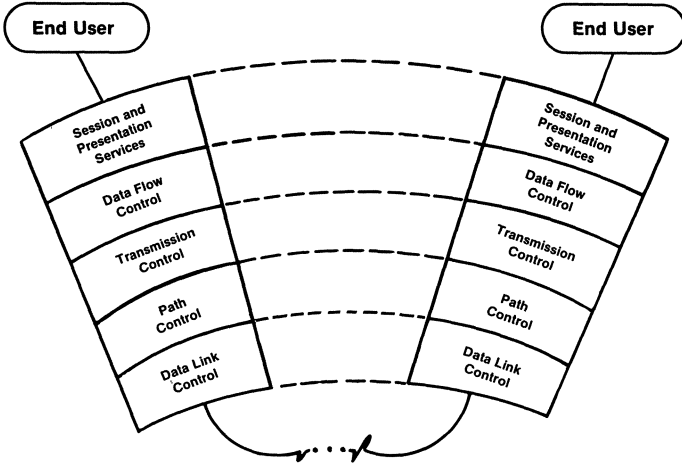 End User
End User
Session and
Presentation
Services
Data Flow
Control
Transmission
Control
Path
Control
Data Link
Control
Session and
Presentation
Services
Data Flow
Control
Transmission
Control
Path
Control
Data Link
Control